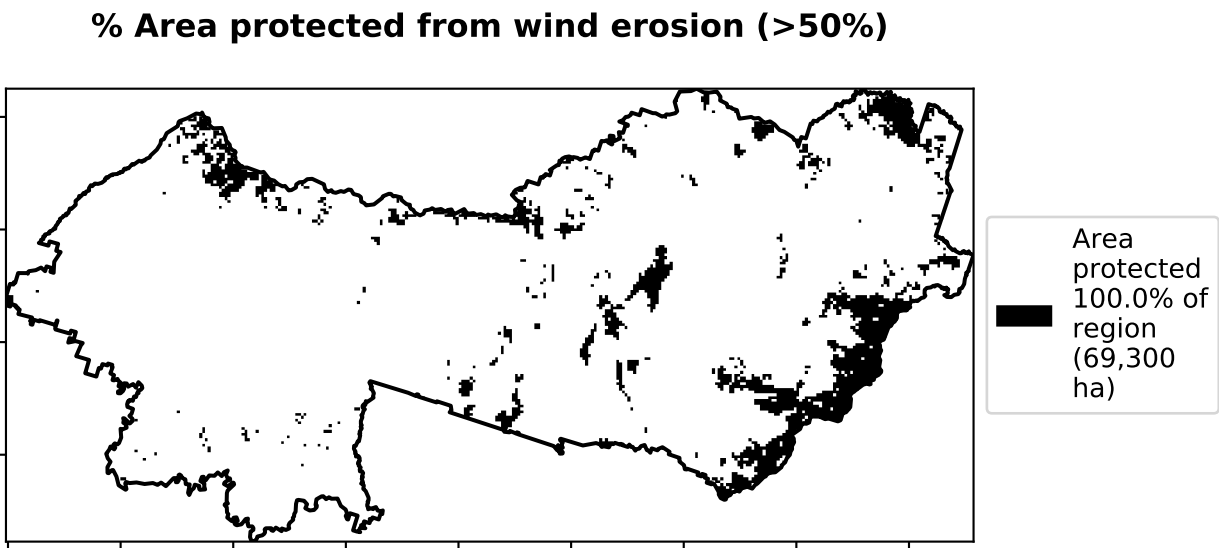 % Area protected from wind erosion (>50%)
Area
protected
100.0% of
region
(69,300
ha)